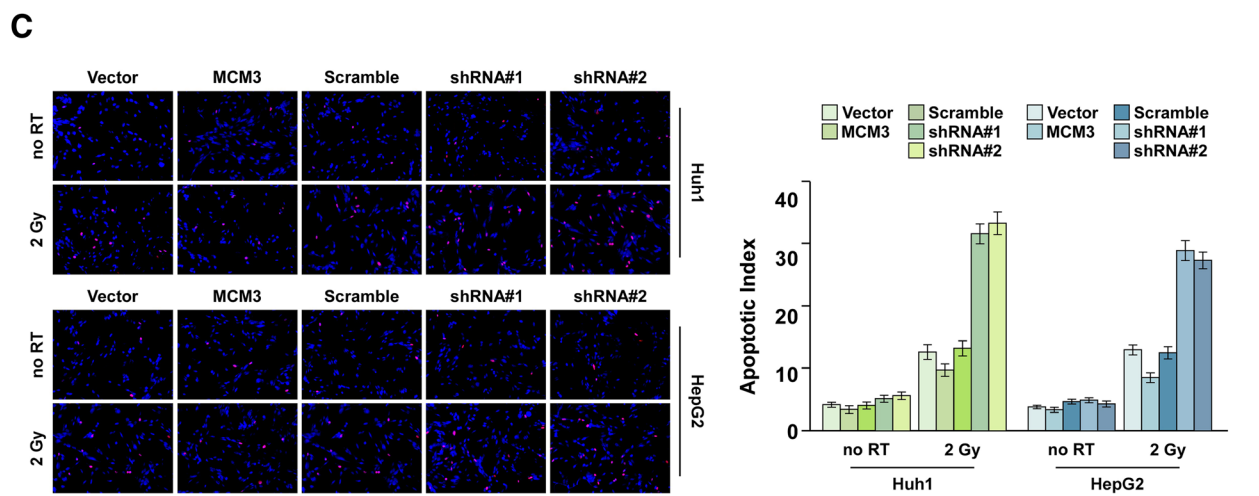 C
Vector MCM3 Scramble shRNA#1 shRNA#2
no RT
2 Gy
Huh1
Vector MCM3 Scramble shRNA#1 shRNA#2
no RT
2 Gy
HepG2
Vector Scramble Vector Scramble
MCM3 shRNA#1 MCM3 shRNA#1
shRNA#2 shRNA#2
Apoptotic Index
40
30
20
10
0
no RT 2 Gy no RT 2 Gy
Huh1 HepG2